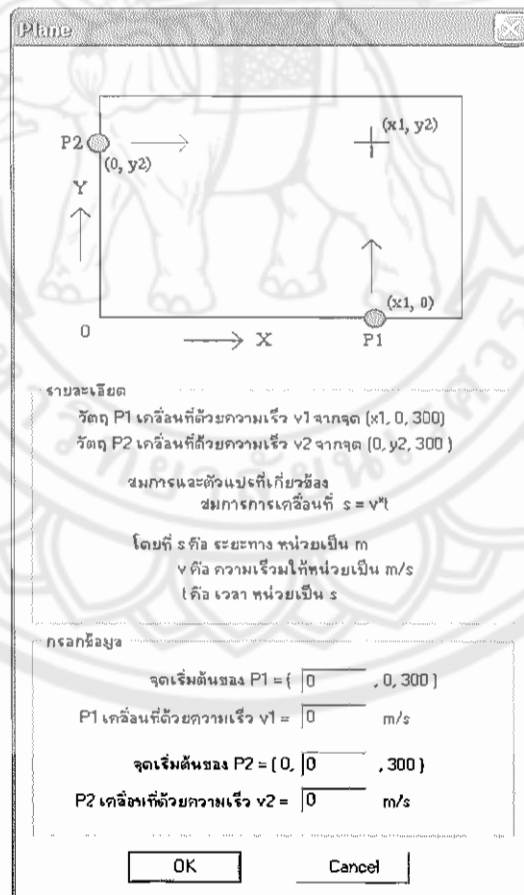 Plane
P2
(0, y2)
(x1, y2)
Y
(x1, 0)
0
X
P1
รายละเอียด
วัตถุ P1 เคลื่อนที่ด้วยความเร็ว v1 จากจุด (x1, 0, 300)
วัตถุ P2 เคลื่อนที่ด้วยความเร็ว v2 จากจุด (0, y2, 300 )
สมการและตัวแปรที่เกี่ยวข้อง
สมการการเคลื่อนที่ s = v*t
โดยที่ s คือ ระยะทาง หน่วยเป็น m
v คือ ความเร็วมให้หน่วยเป็น m/s
t คือ เวลา หน่วยเป็น s
กรอกข้อมูล
จุดเริ่มต้นของ P1 = ( 0 , 0, 300 )
P1 เคลื่อนที่ด้วยความเร็ว v1 = 0 m/s
จุดเริ่มต้นของ P2 = ( 0, 0 , 300 )
P2 เคลื่อนที่ด้วยความเร็ว v2 = 0 m/s
OK Cancel